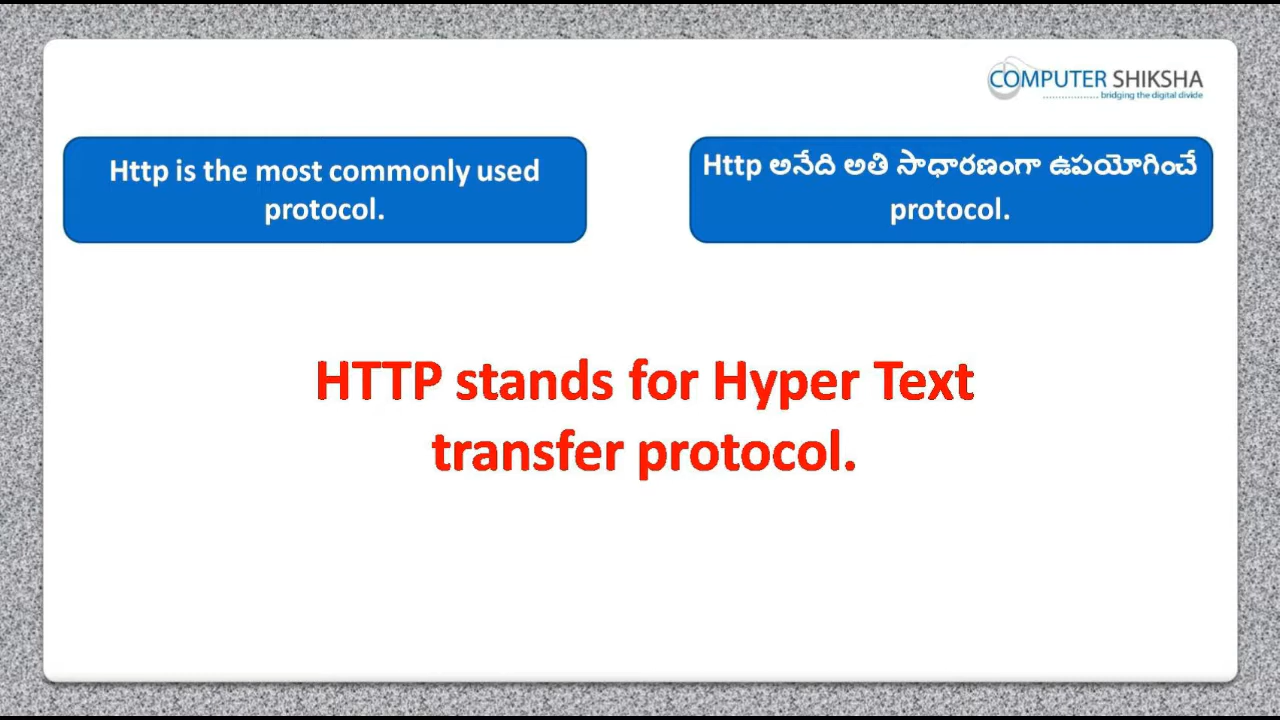 COMPUTER SHIKSHA
bridging the digital divide
Http is the most commonly used
protocol.
Http అనేది అతి సాధారణంగా ఉపయోగించే
protocol.
HTTP stands for Hyper Text
transfer protocol.